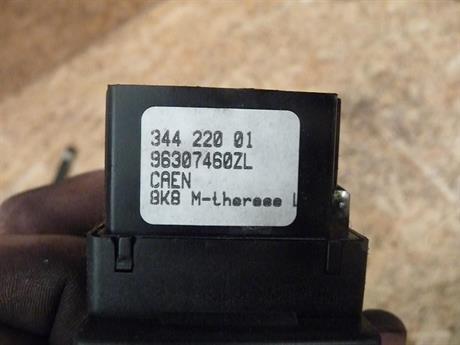 344 220 01
96307460ZL
CAEN
8K8 M-therese L